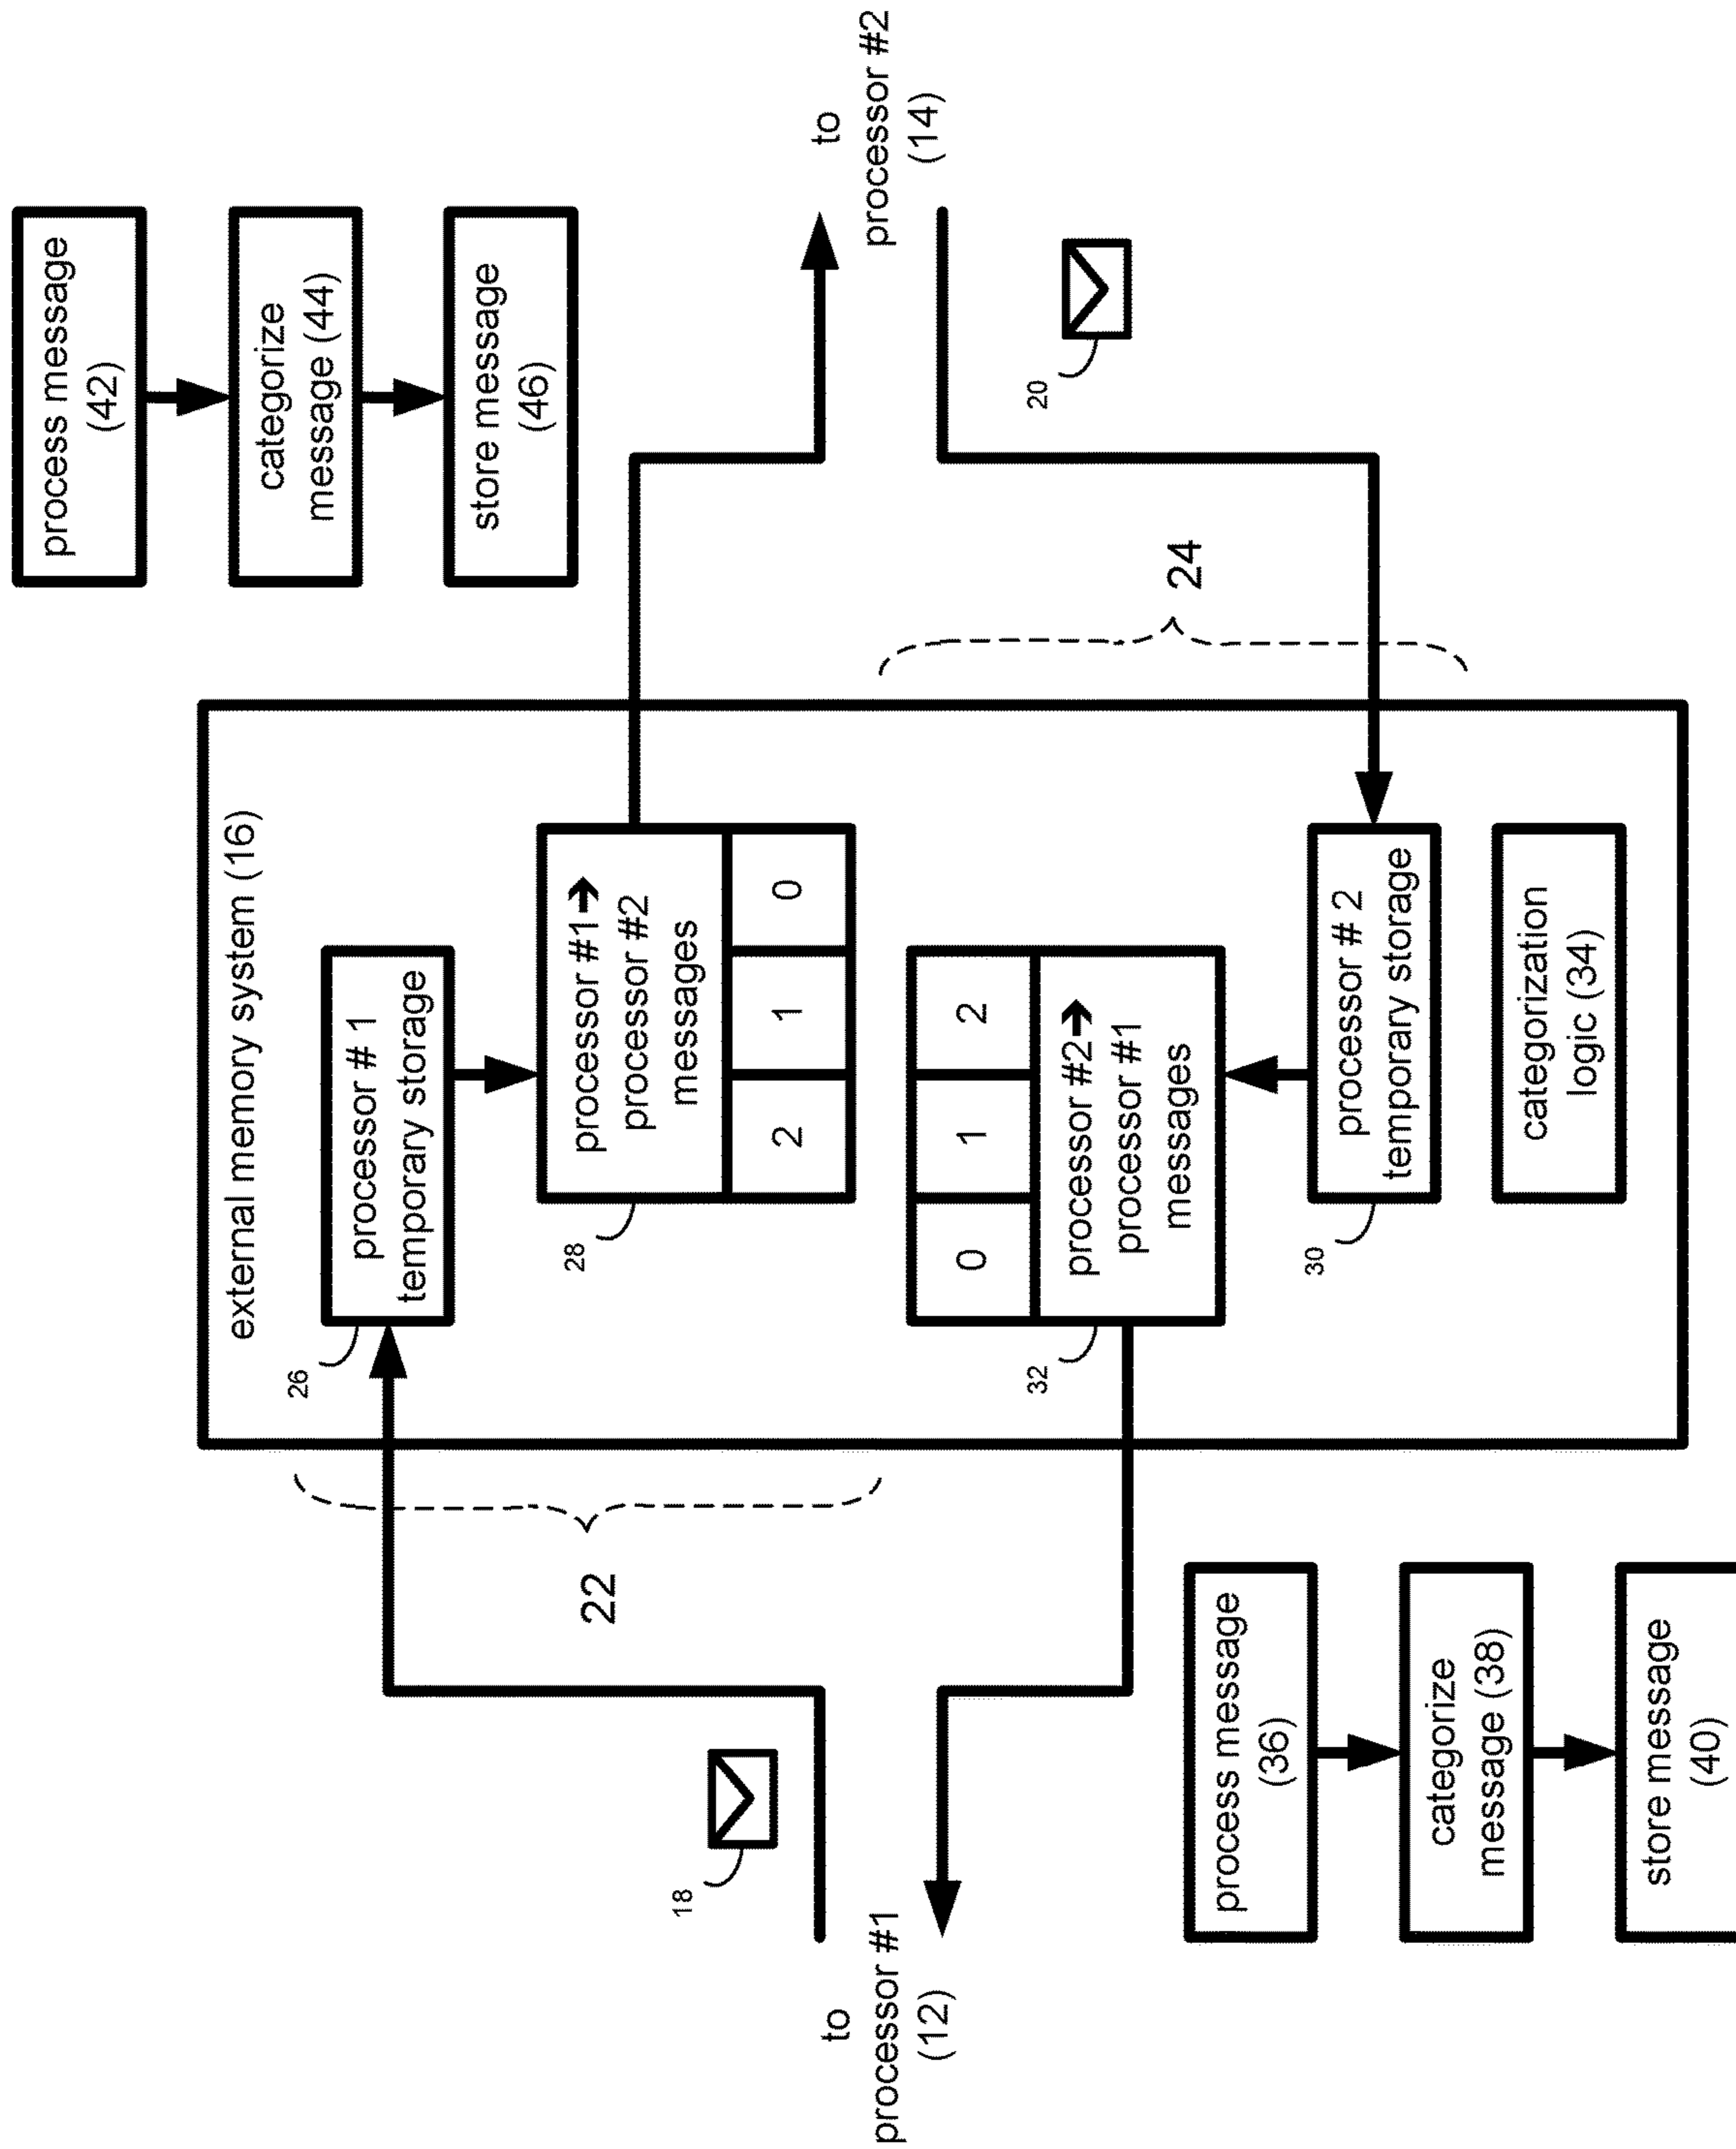 process message
(42)
categorize
message (44)
store message
(46)
external memory system (16)
26
processor # 1
temporary storage
22
28
processor #1➔
processor #2
messages
2
1
0
18
to
processor #1
(12)
to
processor #2
(14)
0
1
2
32
processor #2➔
processor #1
messages
20
24
30
processor # 2
temporary storage
categorization
logic (34)
process message
(36)
categorize
message (38)
store message
(40)